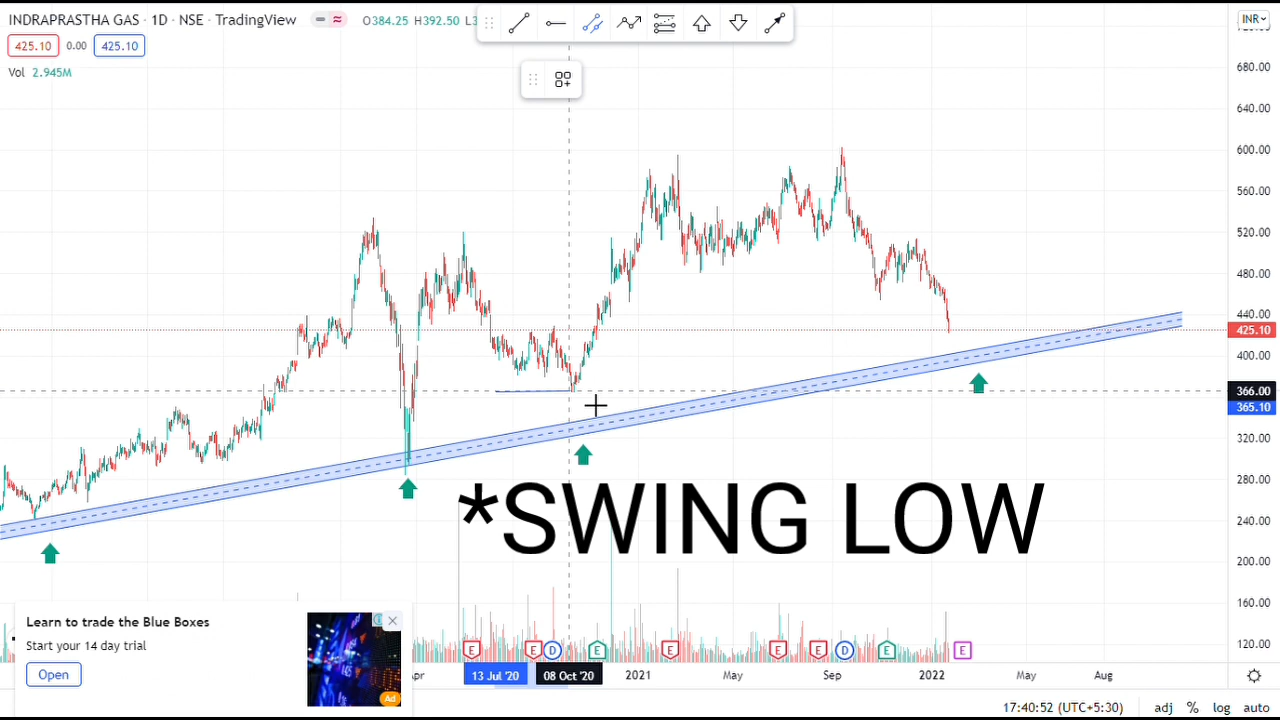 INDRAPRASTHA GAS · 1D · NSE · TradingView
O384.25 H392.50 L3
INR
425.10 0.00 425.10
Vol 2.945M
680.00
640.00
600.00
560.00
520.00
480.00
440.00
425.10
400.00
366.00
365.10
320.00
280.00
*SWING LOW
240.00
200.00
160.00
120.00
Learn to trade the Blue Boxes
Start your 14 day trial
Open
Ad
E E D E E E E D E E
Apr 13 Jul '20 08 Oct '20 2021 May Sep 2022 May Aug
17:40:52 (UTC+5:30) adj % log auto